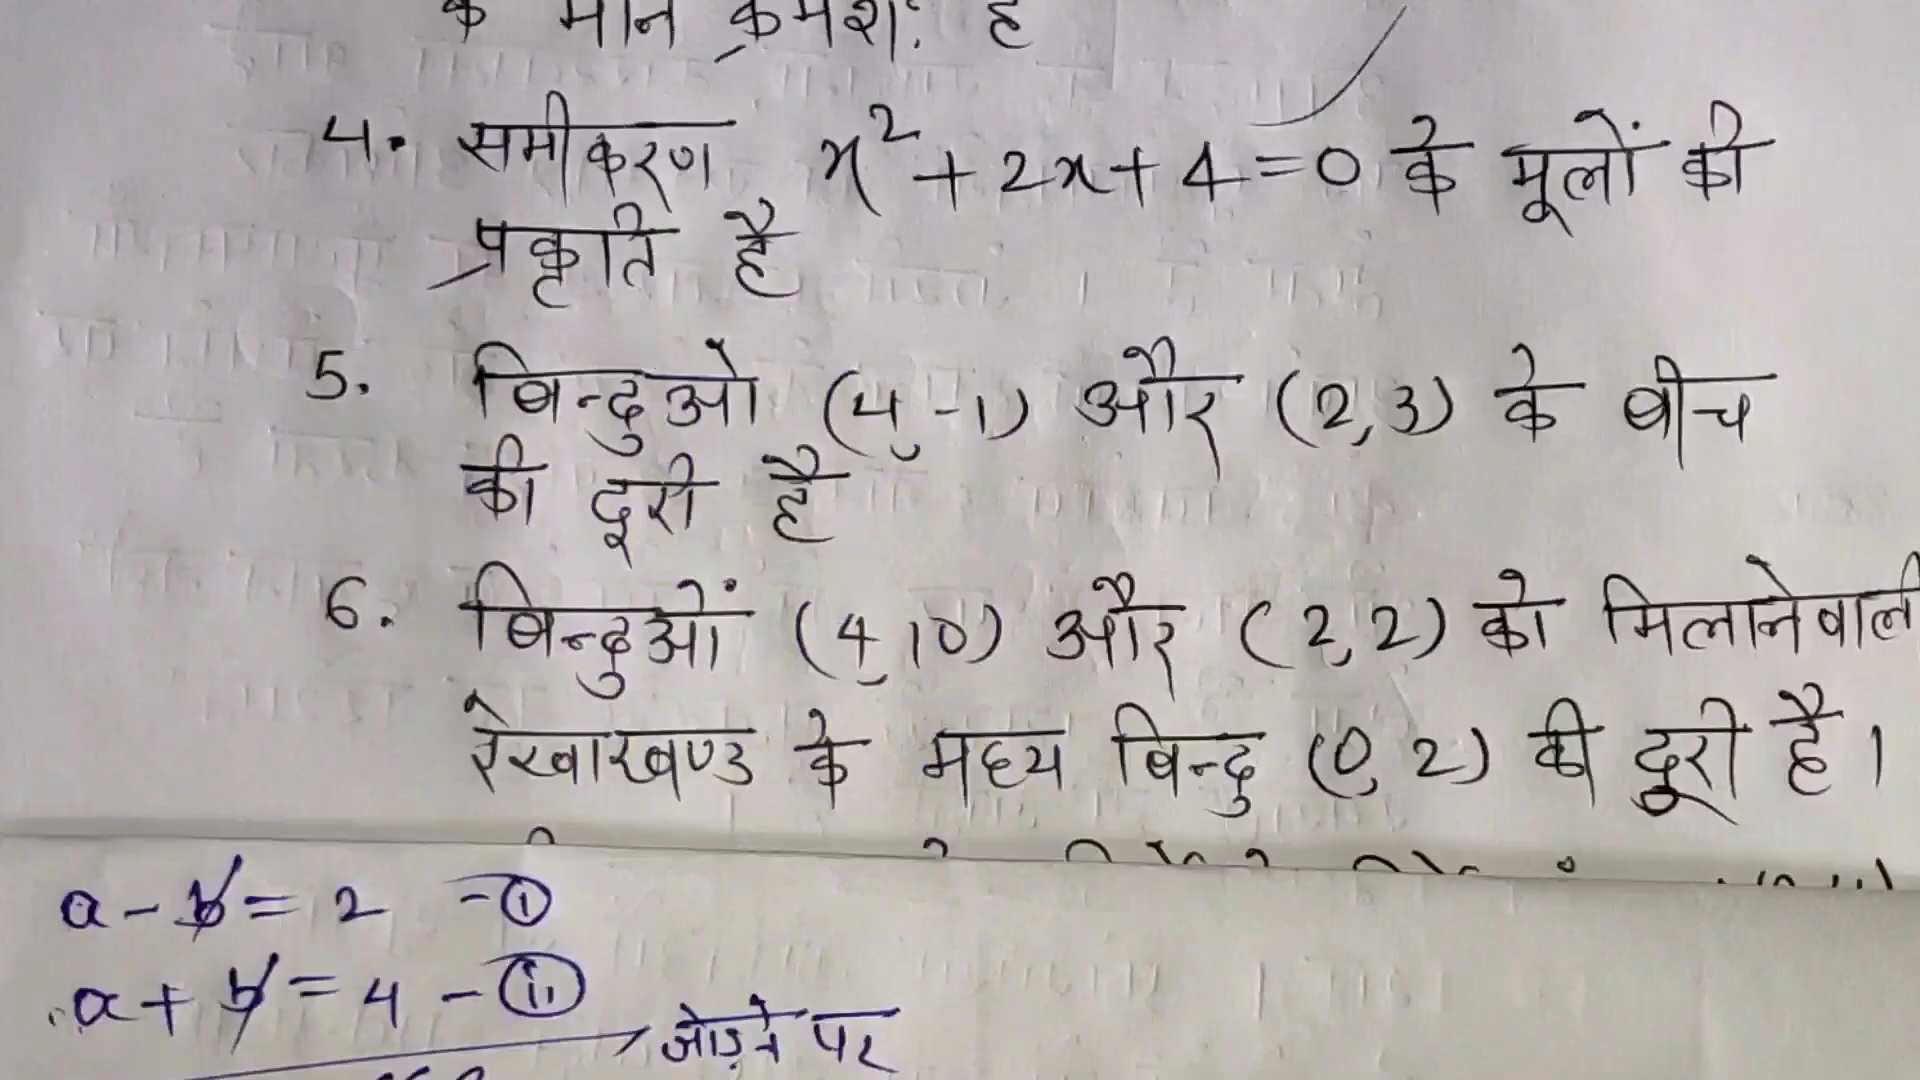 के मान क्रमश: है
4. समीकरण x² + 2x + 4 = 0 के मूलों की
प्रकृति है
5. बिन्दुओ (4, -1) और (2, 3) के बीच
की दूरी है
6. बिन्दुओं (4, 10) और (2, 2) को मिलानेवाली
रेखाखण्ड के मध्य बिन्दु (0, 2) की दूरी है।
a - b = 2 - ①
a + b = 4 - ⓘⓘ
जोड़ने पर